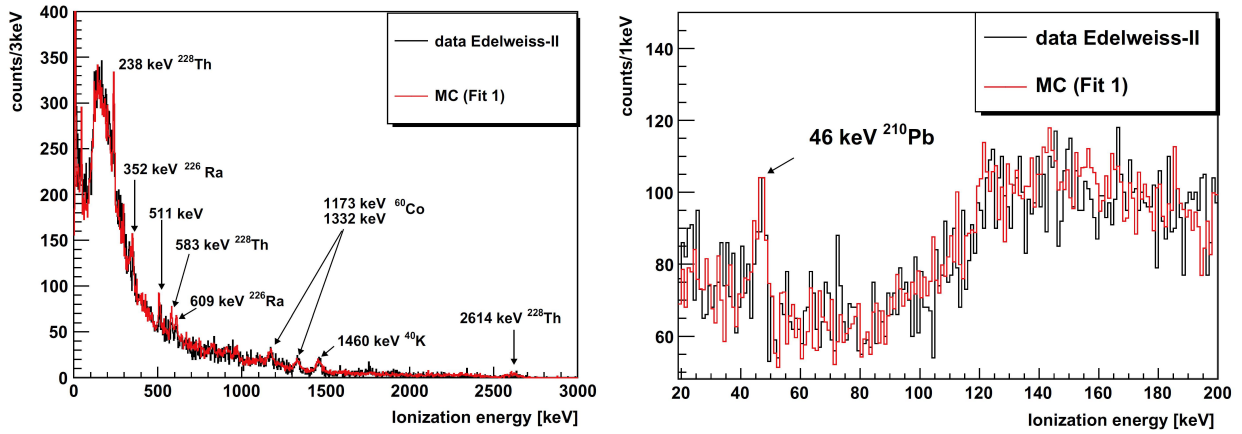 counts/3keV
400
350
300
250
200
150
100
50
0
data Edelweiss-II
MC (Fit 1)
238 keV ²²⁸Th
352 keV ²²⁶ Ra
511 keV
583 keV ²²⁸Th
609 keV ²²⁶Ra
1173 keV ⁶⁰Co
1332 keV
1460 keV ⁴⁰K
2614 keV ²²⁸Th
0 500 1000 1500 2000 2500 3000
Ionization energy [keV]
counts/1keV
140
120
100
80
60
data Edelweiss-II
MC (Fit 1)
46 keV ²¹⁰Pb
20 40 60 80 100 120 140 160 180 200
Ionization energy [keV]